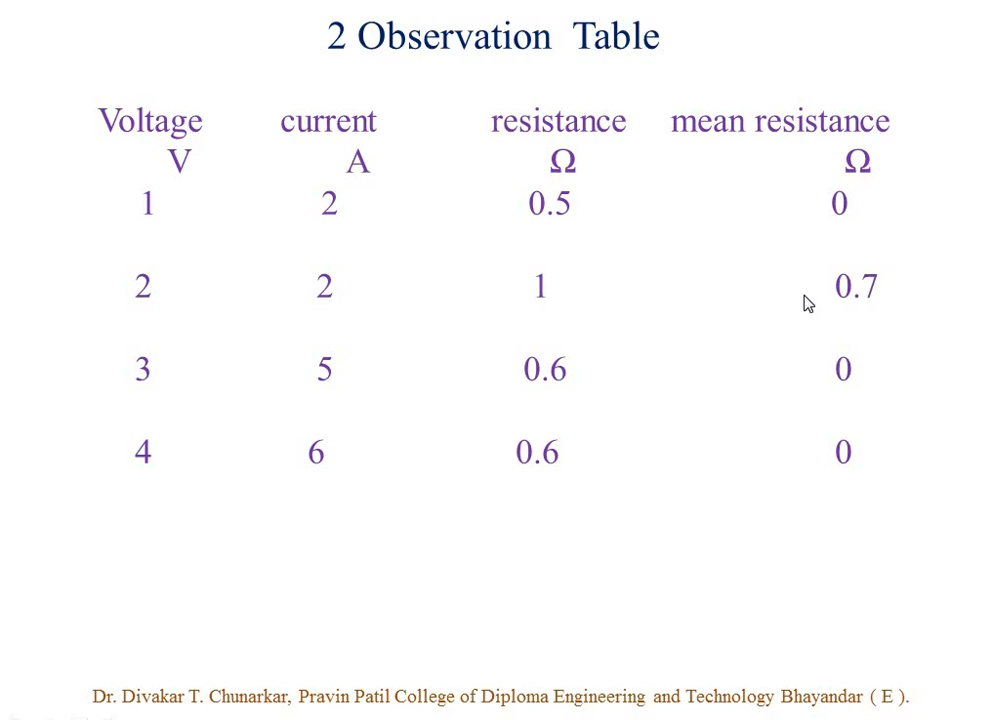 2 Observation Table
Voltage current resistance mean resistance
V A Ω Ω
1 2 0.5 0
2 2 1 0.7
3 5 0.6 0
4 6 0.6 0
Dr. Divakar T. Chunarkar, Pravin Patil College of Diploma Engineering and Technology Bhayandar ( E ).